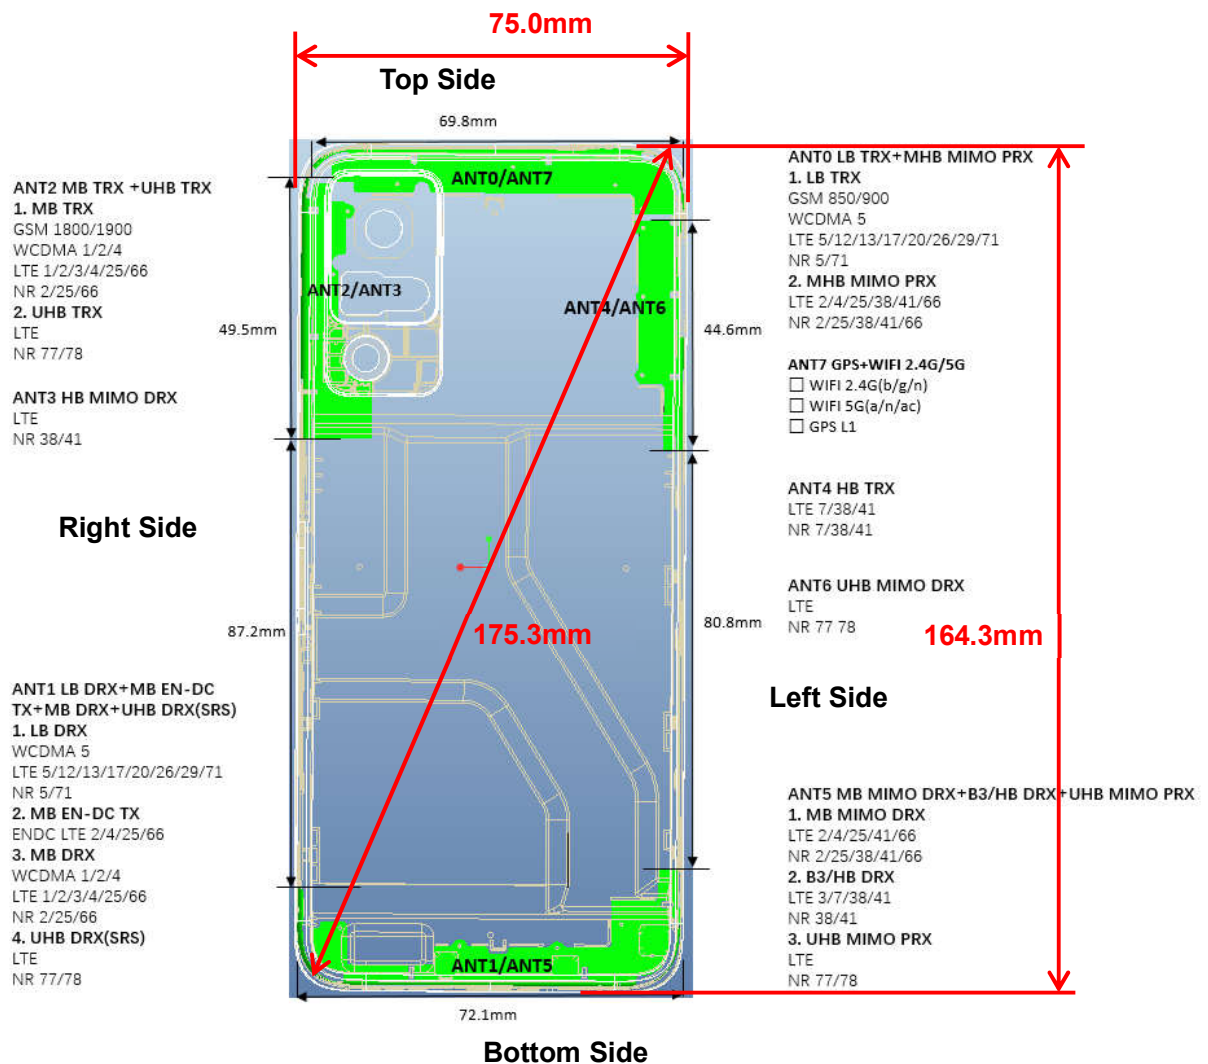 75.0mm
Top Side
69.8mm
ANT0/ANT7
ANT2 MB TRX +UHB TRX
1. MB TRX
GSM 1800/1900
WCDMA 1/2/4
LTE 1/2/3/4/25/66
NR 2/25/66
2. UHB TRX
LTE
NR 77/78
ANT3 HB MIMO DRX
LTE
NR 38/41
ANT2/ANT3
49.5mm
ANT4/ANT6
44.6mm
ANT0 LB TRX+MHB MIMO PRX
1. LB TRX
GSM 850/900
WCDMA 5
LTE 5/12/13/17/20/26/29/71
NR 5/71
2. MHB MIMO PRX
LTE 2/4/25/38/41/66
NR 2/25/38/41/66
ANT7 GPS+WIFI 2.4G/5G
☐ WIFI 2.4G(b/g/n)
☐ WIFI 5G(a/n/ac)
☐ GPS L1
ANT4 HB TRX
LTE 7/38/41
NR 7/38/41
ANT6 UHB MIMO DRX
LTE
NR 77 78
Right Side
87.2mm
175.3mm
80.8mm
164.3mm
Left Side
ANT1 LB DRX+MB EN-DC
TX+MB DRX+UHB DRX(SRS)
1. LB DRX
WCDMA 5
LTE 5/12/13/17/20/26/29/71
NR 5/71
2. MB EN-DC TX
ENDC LTE 2/4/25/66
3. MB DRX
WCDMA 1/2/4
LTE 1/2/3/4/25/66
NR 2/25/66
4. UHB DRX(SRS)
LTE
NR 77/78
ANT5 MB MIMO DRX+B3/HB DRX+UHB MIMO PRX
1. MB MIMO DRX
LTE 2/4/25/41/66
NR 2/25/38/41/66
2. B3/HB DRX
LTE 3/7/38/41
NR 38/41
3. UHB MIMO PRX
LTE
NR 77/78
ANT1/ANT5
72.1mm
Bottom Side